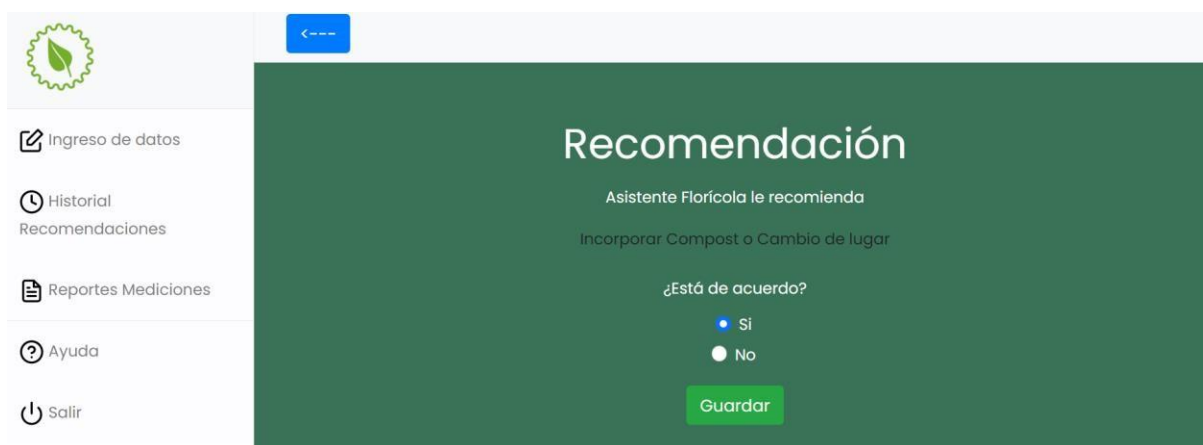 <---
Ingreso de datos
Historial
Recomendaciones
Reportes Mediciones
Ayuda
Salir
Recomendación
Asistente Florícola le recomienda
Incorporar Compost o Cambio de lugar
¿Está de acuerdo?
Si
No
Guardar